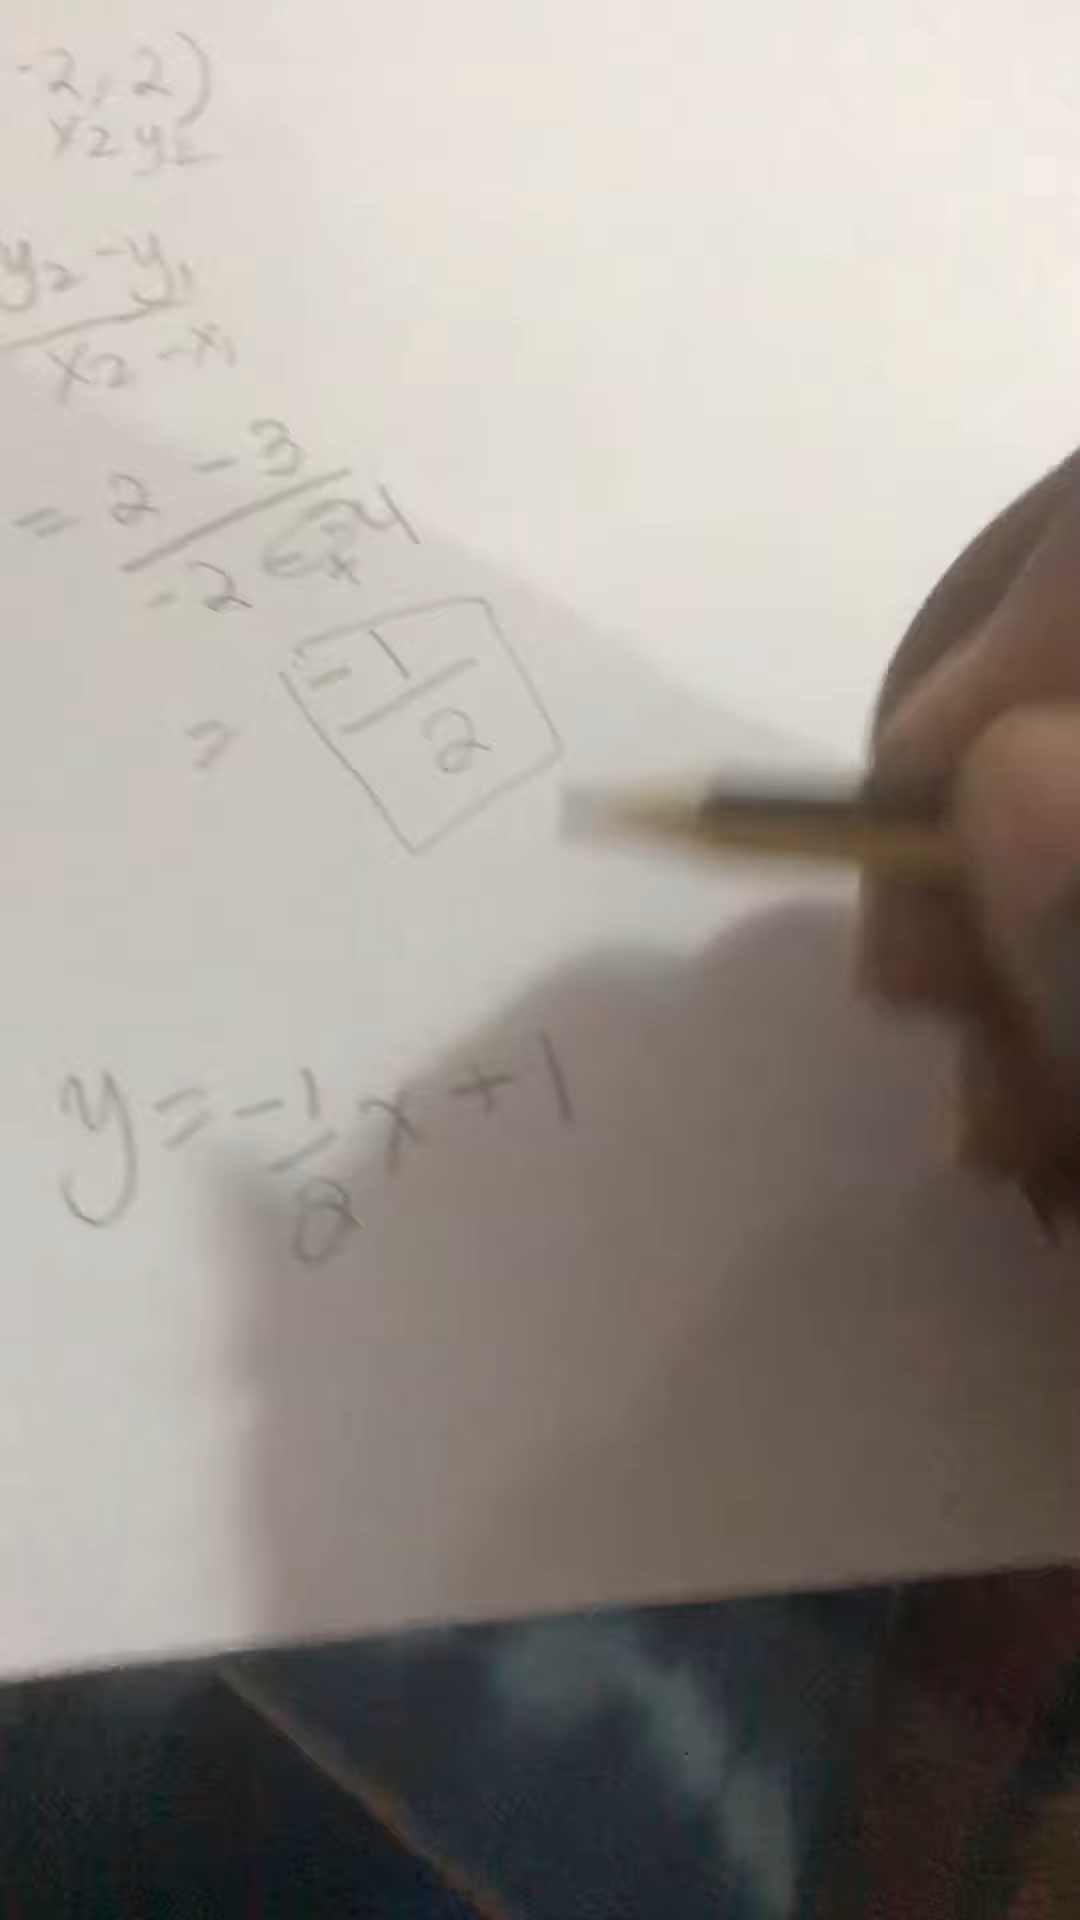 -2, 2)
x2 y2
y2 - y1
x2 - x1
= 2 - 3
-2
= -1/2
y = -1/2 x + 1